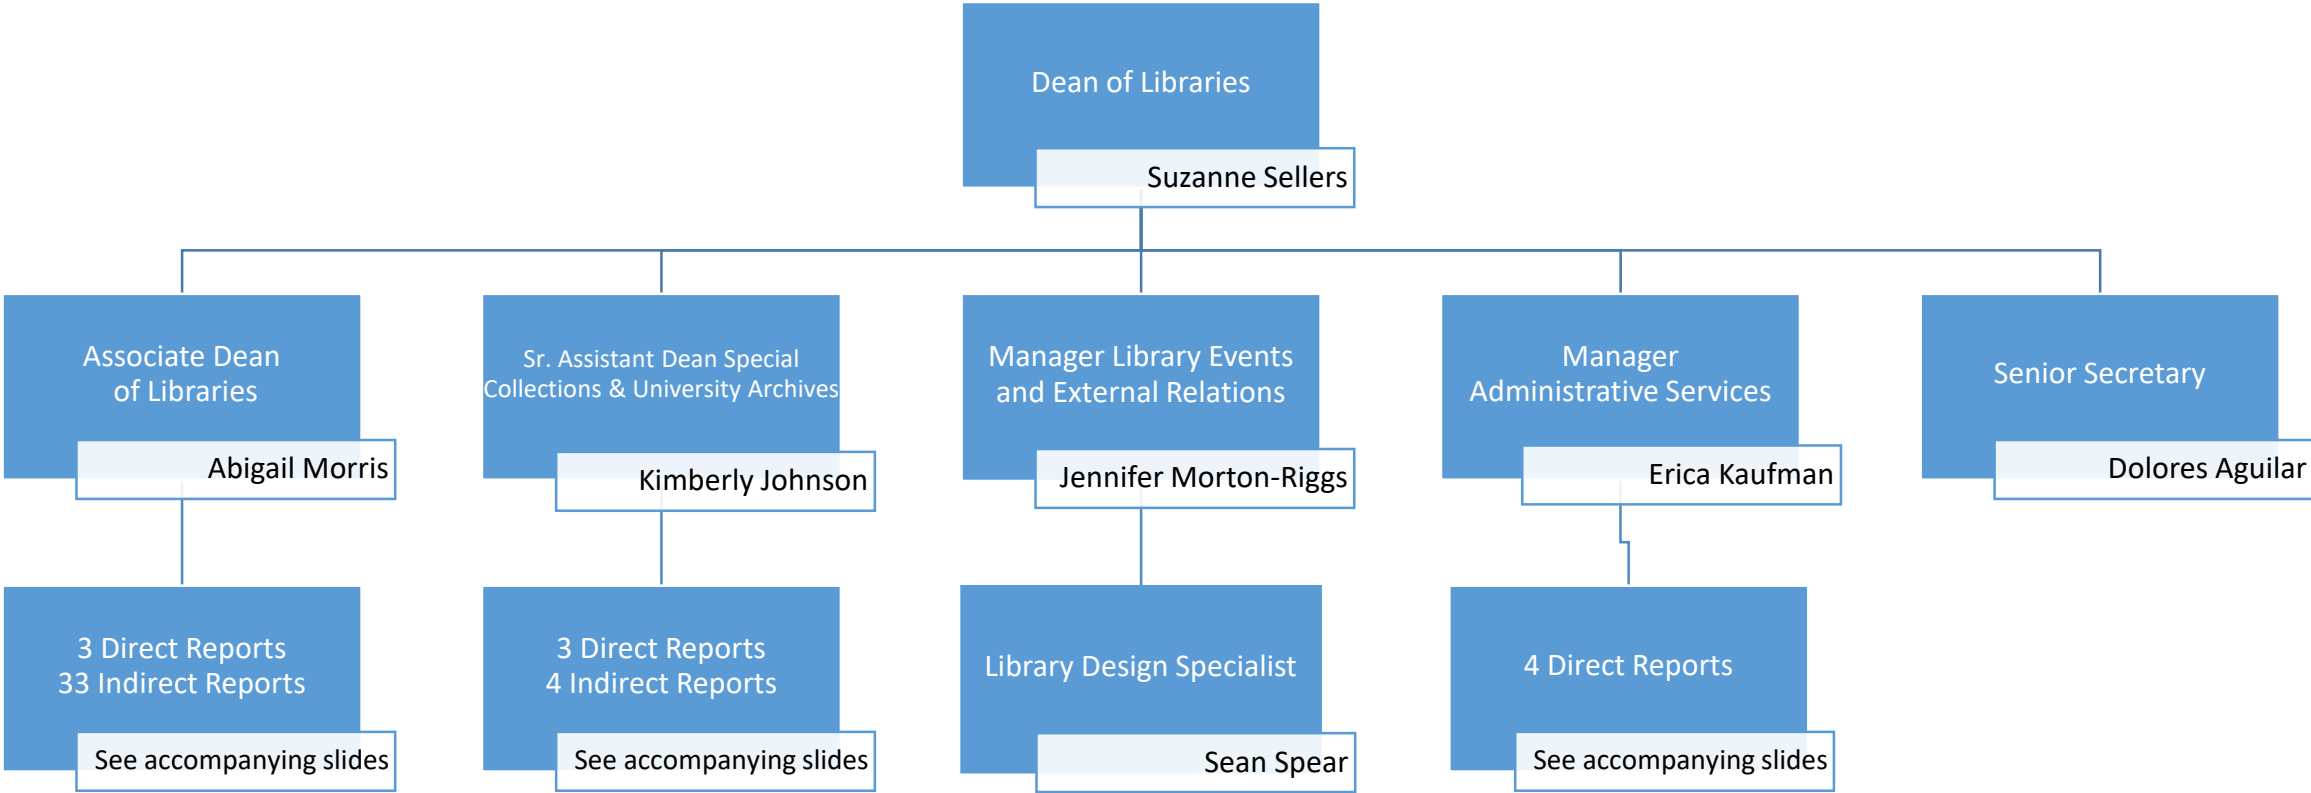 Dean of Libraries
Suzanne Sellers
Associate Dean
of Libraries
Abigail Morris
Sr. Assistant Dean Special
Collections & University Archives
Kimberly Johnson
Manager Library Events
and External Relations
Jennifer Morton-Riggs
Manager
Administrative Services
Erica Kaufman
Senior Secretary
Dolores Aguilar
3 Direct Reports
33 Indirect Reports
See accompanying slides
3 Direct Reports
4 Indirect Reports
See accompanying slides
Library Design Specialist
Sean Spear
4 Direct Reports
See accompanying slides